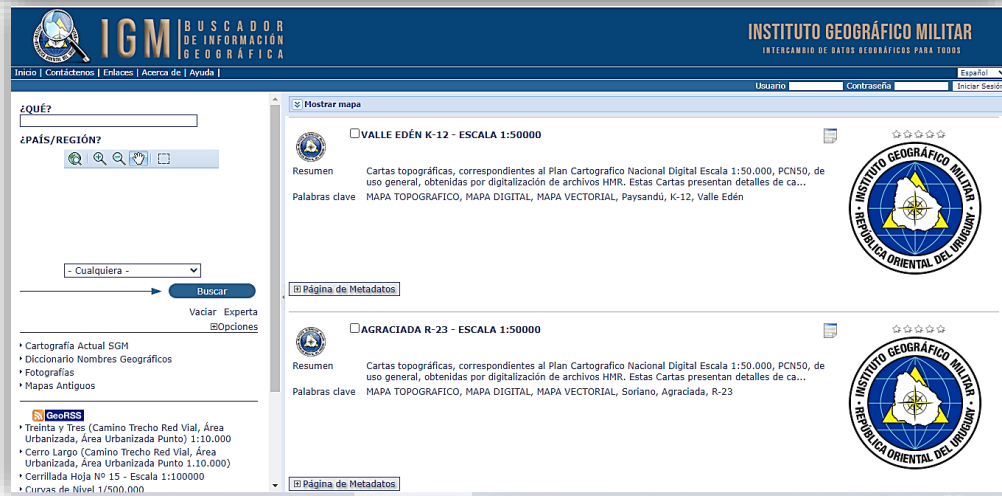 IGM
BUSCADOR
DE INFORMACIÓN
GEOGRÁFICA
INSTITUTO GEOGRÁFICO MILITAR
INTERCAMBIO DE DATOS GEOGRÁFICOS PARA TODOS
Inicio | Contáctenos | Enlaces | Acerca de | Ayuda |
Español
Usuario Contraseña Iniciar Sesión
¿QUÉ?
¿PAÍS/REGIÓN?
- Cualquiera -
Buscar
Vaciar Experta
Opciones
Cartografía Actual SGM
Diccionario Nombres Geográficos
Fotografías
Mapas Antiguos
GeoRSS
Treinta y Tres (Camino Trecho Red Vial, Área
Urbanizada, Área Urbanizada Punto) 1:10.000
Cerro Largo (Camino Trecho Red Vial, Área
Urbanizada, Área Urbanizada Punto 1.10.000)
Cerrillada Hoja Nº 15 - Escala 1:100000
Curvas de Nivel 1/500.000
Mostrar mapa
VALLE EDÉN K-12 - ESCALA 1:50000
Resumen Cartas topográficas, correspondientes al Plan Cartografico Nacional Digital Escala 1:50.000, PCN50, de
uso general, obtenidas por digitalización de archivos HMR. Estas Cartas presentan detalles de ca...
Palabras clave MAPA TOPOGRAFICO, MAPA DIGITAL, MAPA VECTORIAL, Paysandú, K-12, Valle Edén
INSTITUTO GEOGRÁFICO MILITAR
REPÚBLICA ORIENTAL DEL URUGUAY
Página de Metadatos
AGRACIADA R-23 - ESCALA 1:50000
Resumen Cartas topográficas, correspondientes al Plan Cartografico Nacional Digital Escala 1:50.000, PCN50, de
uso general, obtenidas por digitalización de archivos HMR. Estas Cartas presentan detalles de ca...
Palabras clave MAPA TOPOGRAFICO, MAPA DIGITAL, MAPA VECTORIAL, Soriano, Agraciada, R-23
INSTITUTO GEOGRÁFICO MILITAR
REPÚBLICA ORIENTAL DEL URUGUAY
Página de Metadatos